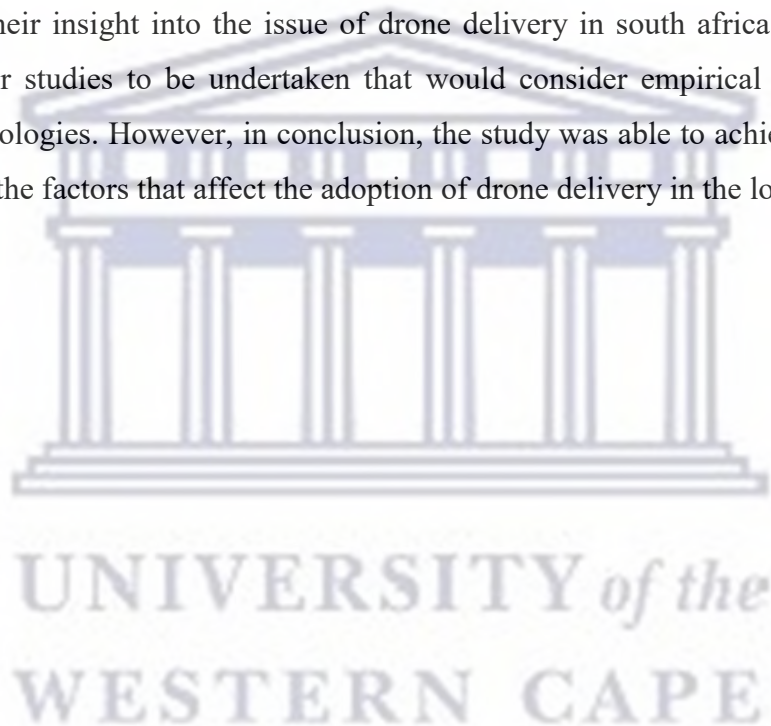 heir insight into the issue of drone delivery in south africa
r studies to be undertaken that would consider empirical
ologies. However, in conclusion, the study was able to achie
the factors that affect the adoption of drone delivery in the lo
UNIVERSITY of the
WESTERN CAPE